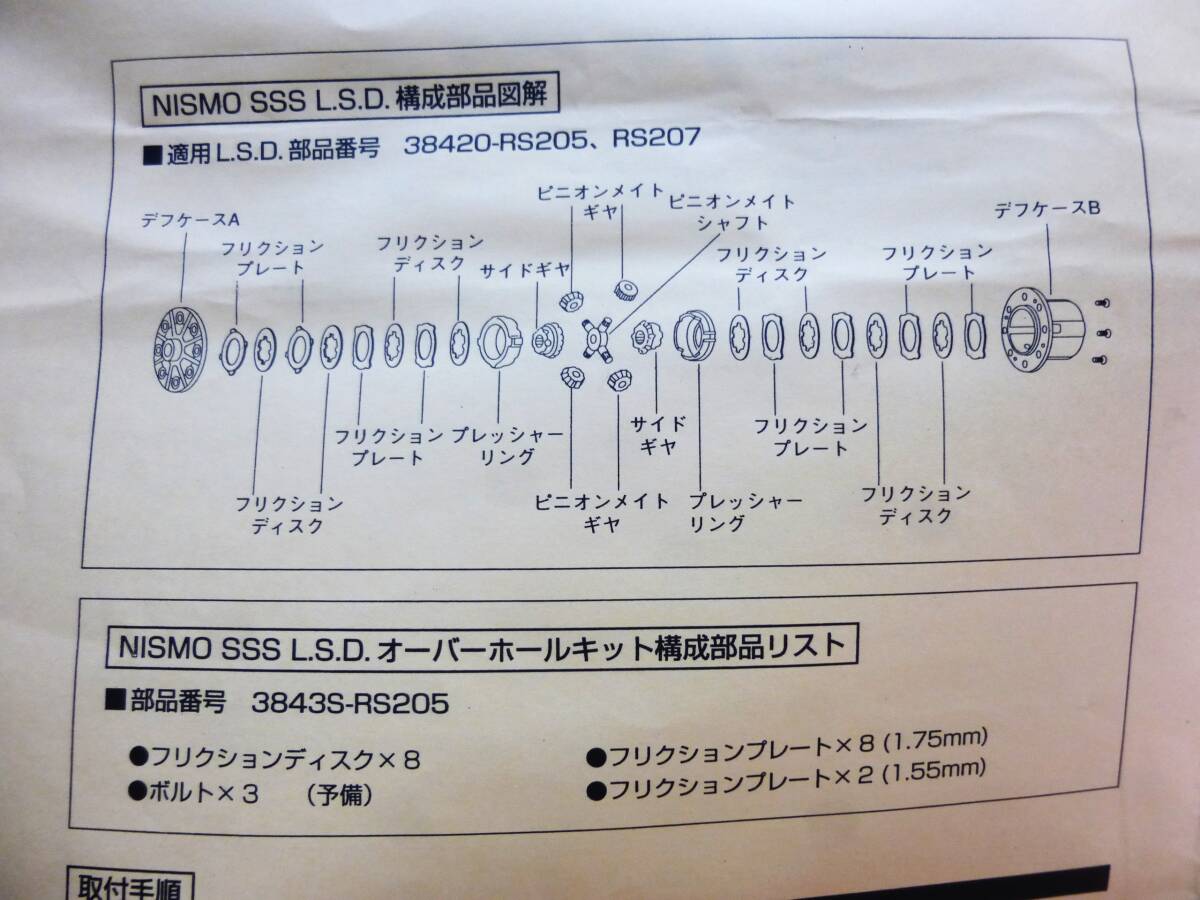 NISMO SSS L.S.D. 構成部品図解
■適用L.S.D. 部品番号 38420-RS205、RS207
デフケースA
フリクション
プレート
フリクション
ディスク
サイドギヤ
ピニオンメイト
ギヤ
ピニオンメイト
シャフト
フリクション
ディスク
フリクション
プレート
デフケースB
フリクション
ディスク
フリクション
プレート
プレッシャー
リング
ピニオンメイト
ギヤ
サイド
ギヤ
プレッシャー
リング
フリクション
プレート
フリクション
ディスク
NISMO SSS L.S.D. オーバーホールキット構成部品リスト
■部品番号 3843S-RS205
●フリクションディスク×8
●フリクションプレート×8 (1.75mm)
●ボルト×3 (予備)
●フリクションプレート×2 (1.55mm)
取付手順